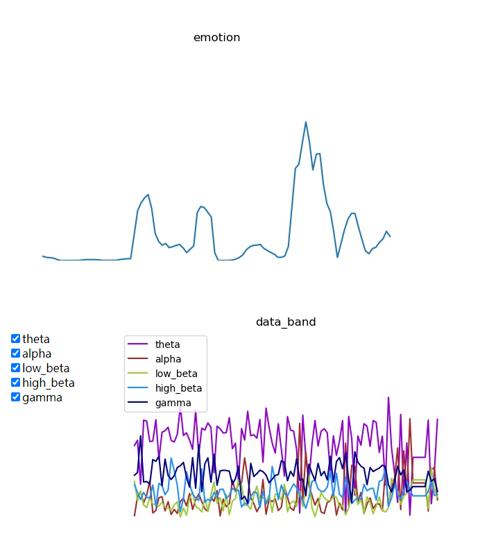 emotion
data_band
theta
alpha
low_beta
high_beta
gamma
theta
alpha
low_beta
high_beta
gamma